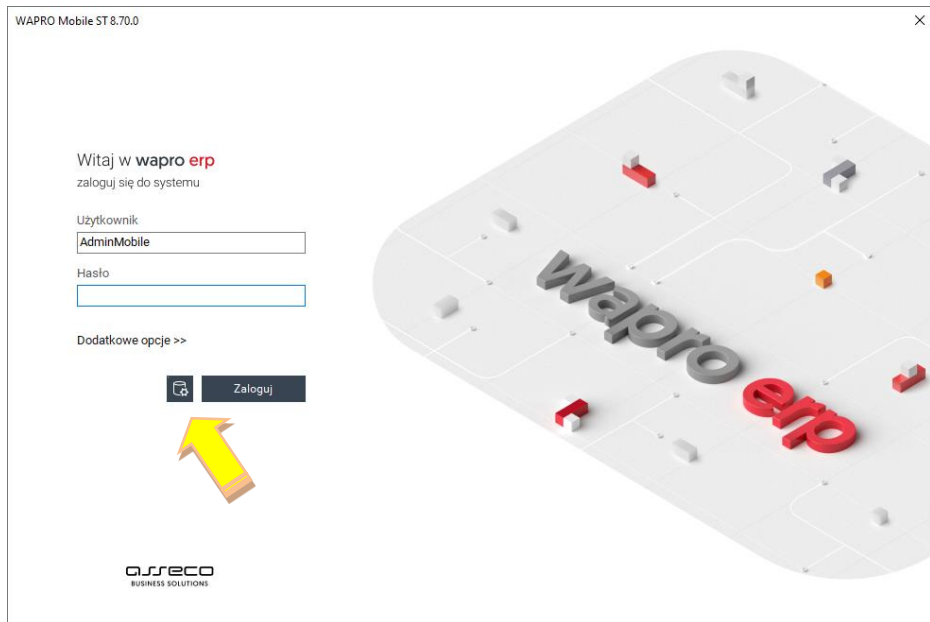 WAPRO Mobile ST 8.70.0
Witaj w wapro erp
zaloguj się do systemu
Użytkownik
AdminMobile
Hasło
Dodatkowe opcje >>
Zaloguj
wapro erp
asseco
BUSINESS SOLUTIONS